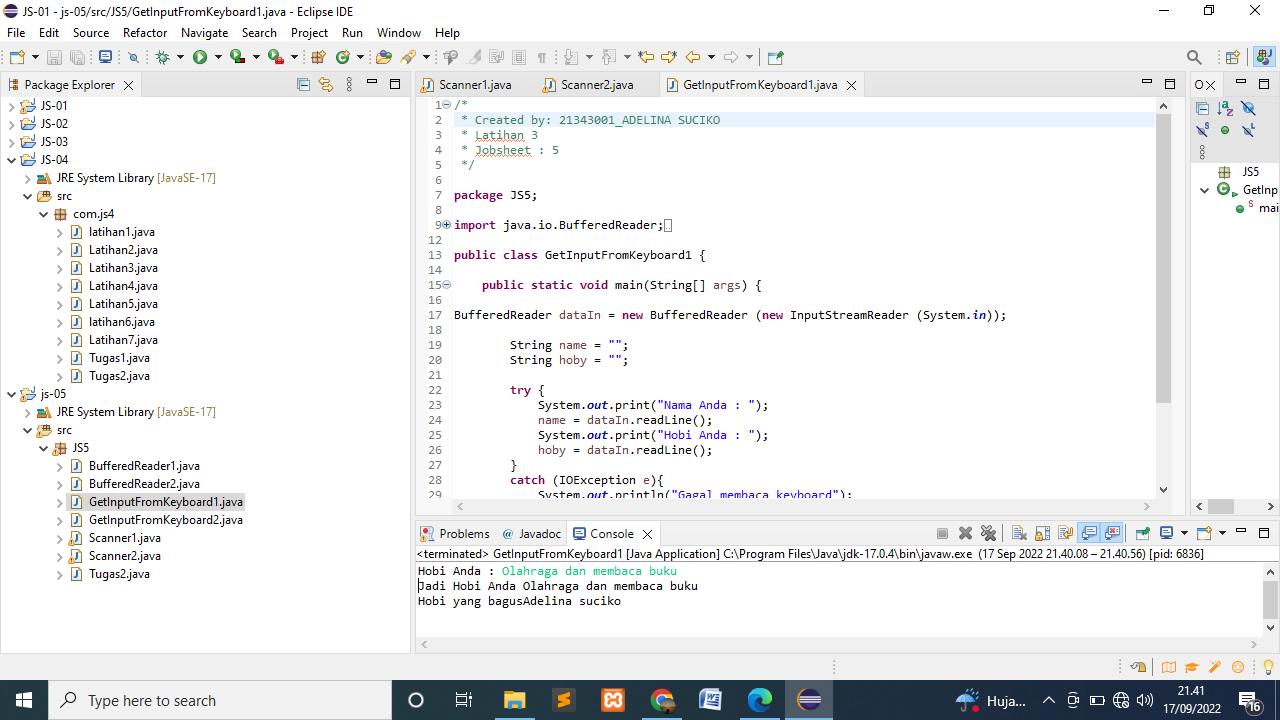 JS-01 - js-05/src/JS5/GetInputFromKeyboard1.java - Eclipse IDE
File Edit Source Refactor Navigate Search Project Run Window Help
Package Explorer
JS-01
JS-02
JS-03
JS-04
JRE System Library [JavaSE-17]
src
com.js4
latihan1.java
Latihan2.java
Latihan3.java
Latihan4.java
Latihan5.java
latihan6.java
Latihan7.java
Tugas1.java
Tugas2.java
js-05
JRE System Library [JavaSE-17]
src
JS5
BufferedReader1.java
BufferedReader2.java
GetInputFromKeyboard1.java
GetInputFromKeyboard2.java
Scanner1.java
Scanner2.java
Tugas2.java
Scanner1.java Scanner2.java GetInputFromKeyboard1.java
1 /*
2 * Created by: 21343001_ADELINA SUCIKO
3 * Latihan 3
4 * Jobsheet : 5
5 */
6
7 package JS5;
8
9 import java.io.BufferedReader;
12
13 public class GetInputFromKeyboard1 {
14
15 public static void main(String[] args) {
16
17 BufferedReader dataIn = new BufferedReader (new InputStreamReader (System.in));
18
19 String name = "";
20 String hoby = "";
21
22 try {
23 System.out.print("Nama Anda : ");
24 name = dataIn.readLine();
25 System.out.print("Hobi Anda : ");
26 hoby = dataIn.readLine();
27 }
28 catch (IOException e){
29 System.out.println("Gagal membaca keyboard");
O
JS5
GetInp
mai
Problems @ Javadoc Console
<terminated> GetInputFromKeyboard1 [Java Application] C:\Program Files\Java\jdk-17.0.4\bin\javaw.exe (17 Sep 2022 21.40.08 – 21.40.56) [pid: 6836]
Hobi Anda : Olahraga dan membaca buku
Jadi Hobi Anda Olahraga dan membaca buku
Hobi yang bagusAdelina suciko
Type here to search
Huja...
21.41
17/09/2022
16